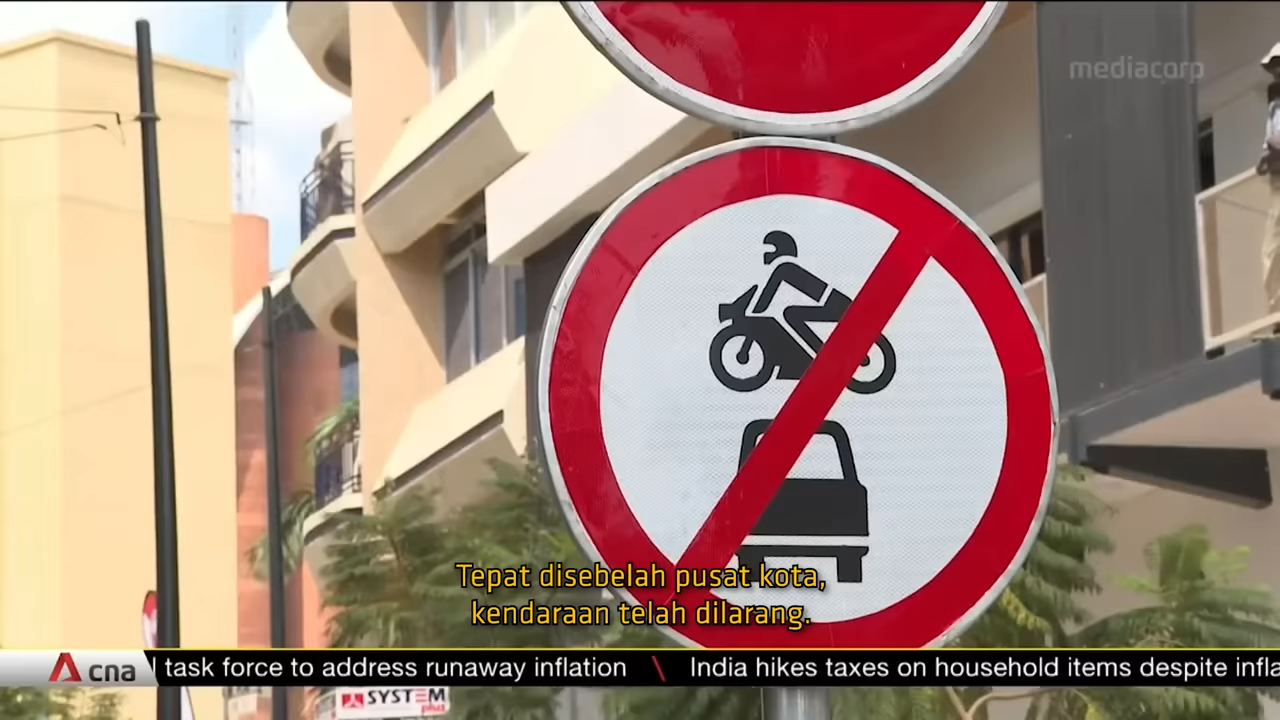 mediacorp
Tepat disebelah pusat kota,
kendaraan telah dilarang.
cna
task force to address runaway inflation \ India hikes taxes on household items despite infla
SYSTEM
plus